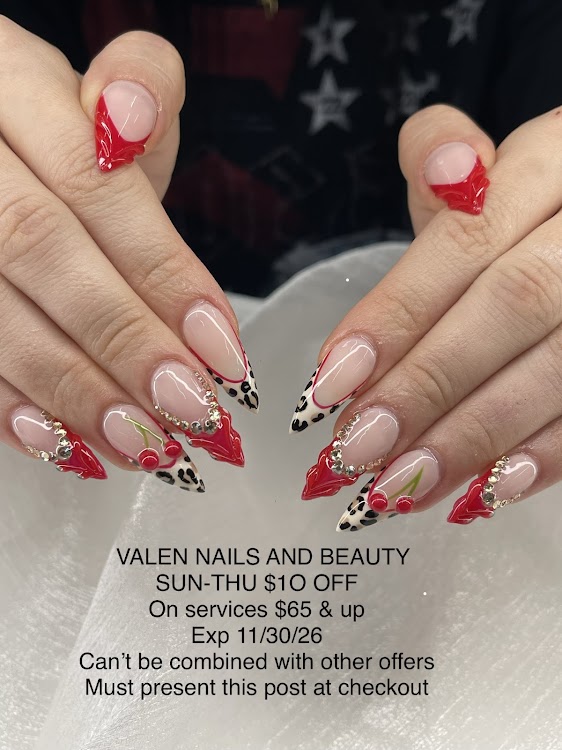 VALEN NAILS AND BEAUTY
SUN-THU $1O OFF
On services $65 & up
Exp 11/30/26
Can't be combined with other offers
Must present this post at checkout